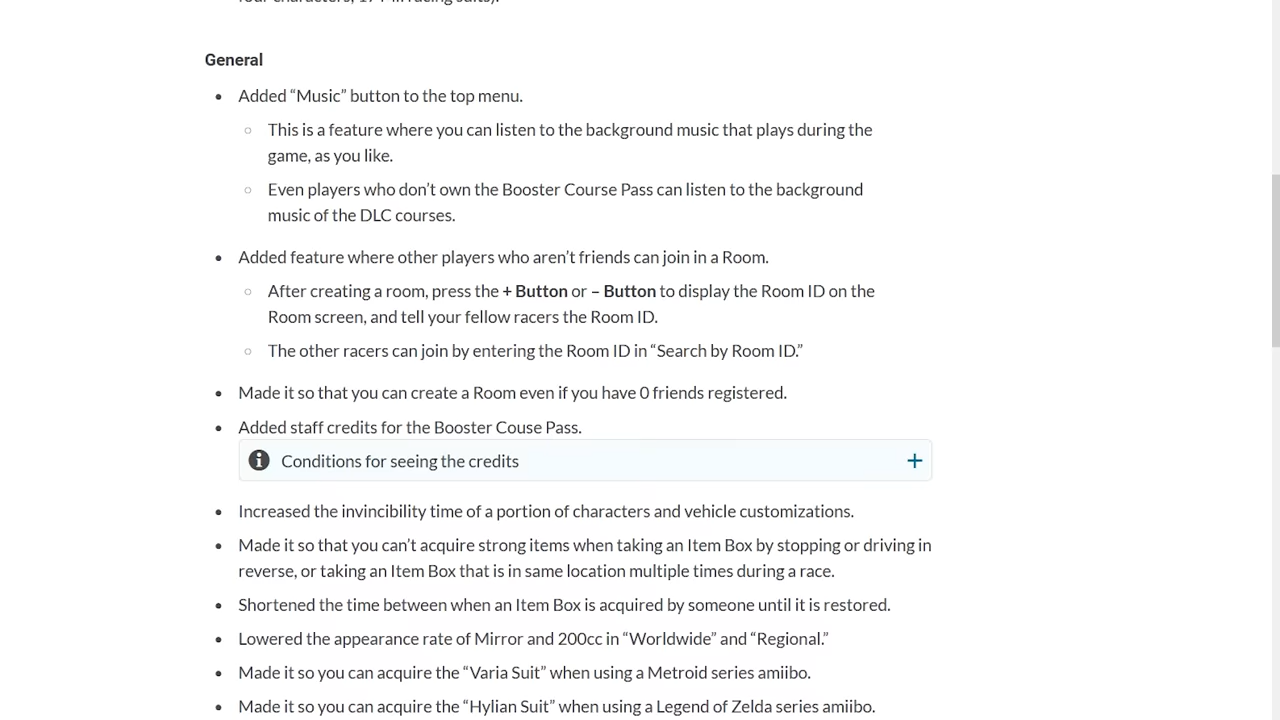 General
Added “Music” button to the top menu.
This is a feature where you can listen to the background music that plays during the
game, as you like.
Even players who don’t own the Booster Course Pass can listen to the background
music of the DLC courses.
Added feature where other players who aren’t friends can join in a Room.
After creating a room, press the + Button or – Button to display the Room ID on the
Room screen, and tell your fellow racers the Room ID.
The other racers can join by entering the Room ID in “Search by Room ID.”
Made it so that you can create a Room even if you have 0 friends registered.
Added staff credits for the Booster Couse Pass.
Conditions for seeing the credits
Increased the invincibility time of a portion of characters and vehicle customizations.
Made it so that you can’t acquire strong items when taking an Item Box by stopping or driving in
reverse, or taking an Item Box that is in same location multiple times during a race.
Shortened the time between when an Item Box is acquired by someone until it is restored.
Lowered the appearance rate of Mirror and 200cc in “Worldwide” and “Regional.”
Made it so you can acquire the “Varia Suit” when using a Metroid series amiibo.
Made it so you can acquire the “Hylian Suit” when using a Legend of Zelda series amiibo.